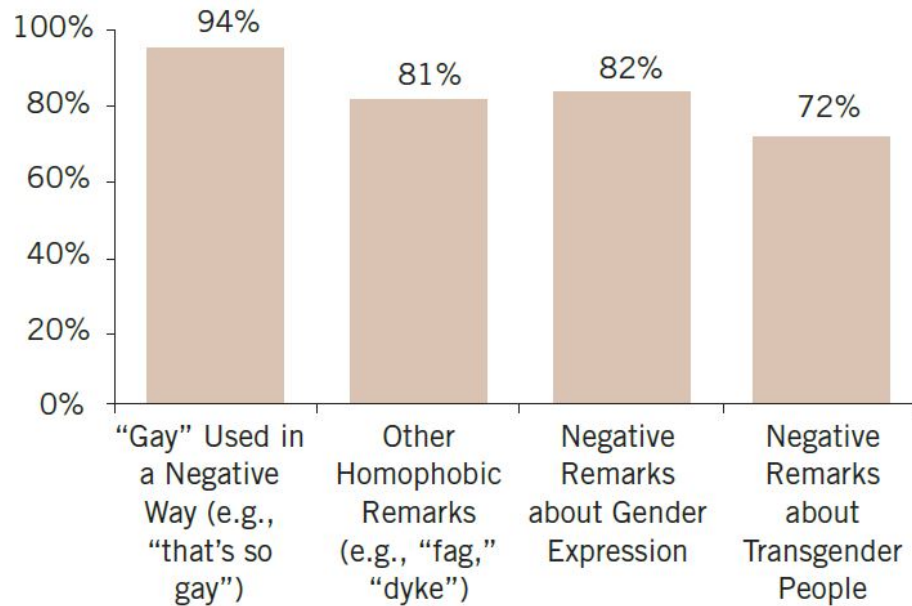 100%
80%
60%
40%
20%
0%
94%
81%
82%
72%
“Gay” Used in
a Negative
Way (e.g.,
“that’s so
gay”)
Other
Homophobic
Remarks
(e.g., “fag,”
“dyke”)
Negative
Remarks
about Gender
Expression
Negative
Remarks
about
Transgender
People